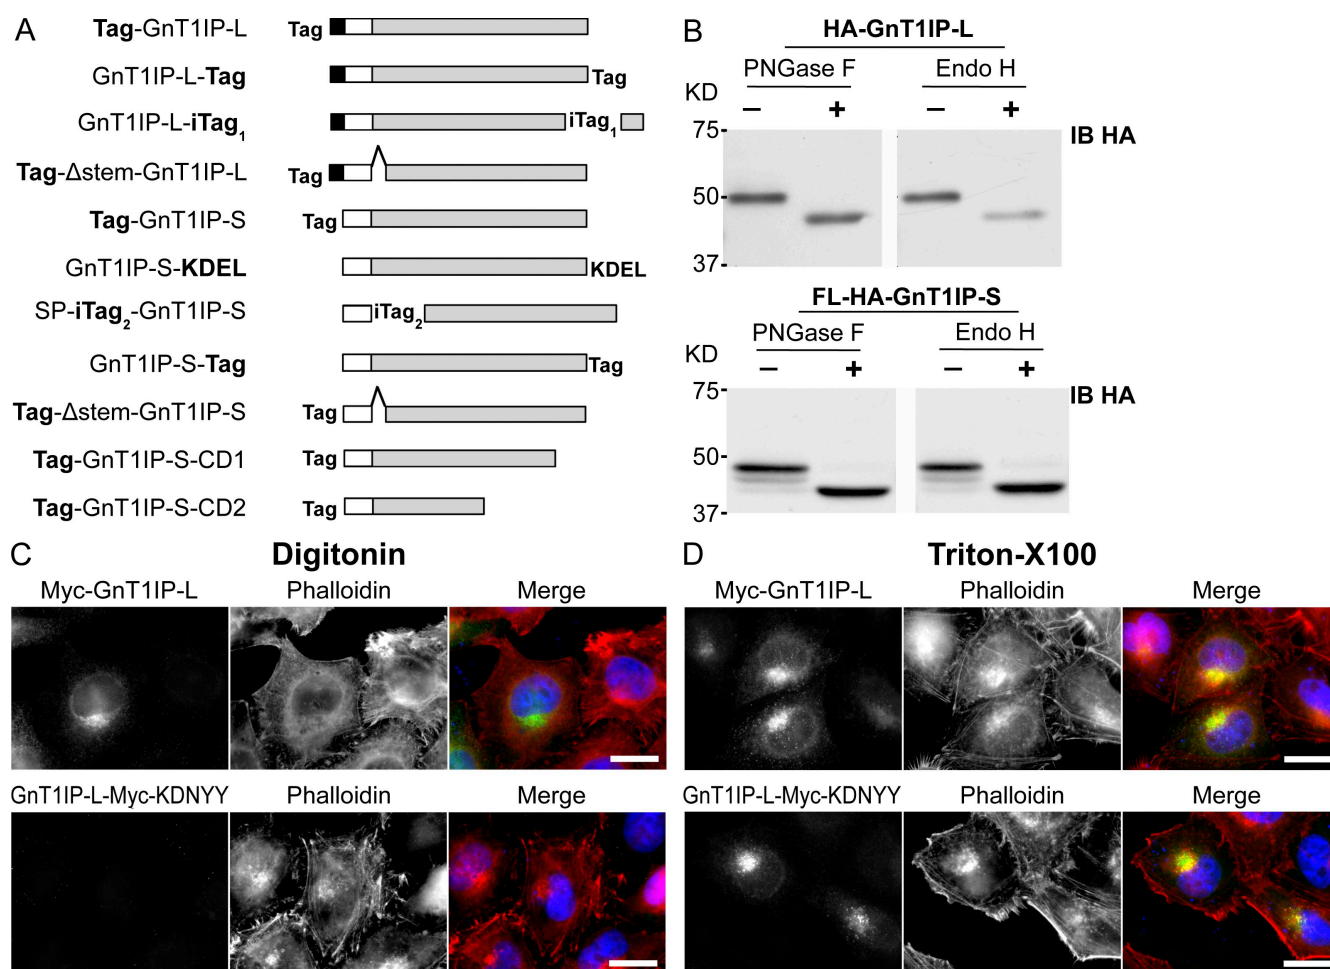 A
Tag-GnT1IP-L Tag
GnT1IP-L-Tag Tag
GnT1IP-L-iTag1 iTag1
Tag-Δstem-GnT1IP-L Tag
Tag-GnT1IP-S Tag
GnT1IP-S-KDEL KDEL
SP-iTag2-GnT1IP-S iTag2
GnT1IP-S-Tag Tag
Tag-Δstem-GnT1IP-S Tag
Tag-GnT1IP-S-CD1 Tag
Tag-GnT1IP-S-CD2 Tag
B
HA-GnT1IP-L
PNGase F Endo H
KD
− + − +
75
IB HA
50
37
FL-HA-GnT1IP-S
PNGase F Endo H
KD
− + − +
75
IB HA
50
37
C Digitonin
Myc-GnT1IP-L Phalloidin Merge
GnT1IP-L-Myc-KDNYY Phalloidin Merge
D Triton-X100
Myc-GnT1IP-L Phalloidin Merge
GnT1IP-L-Myc-KDNYY Phalloidin Merge